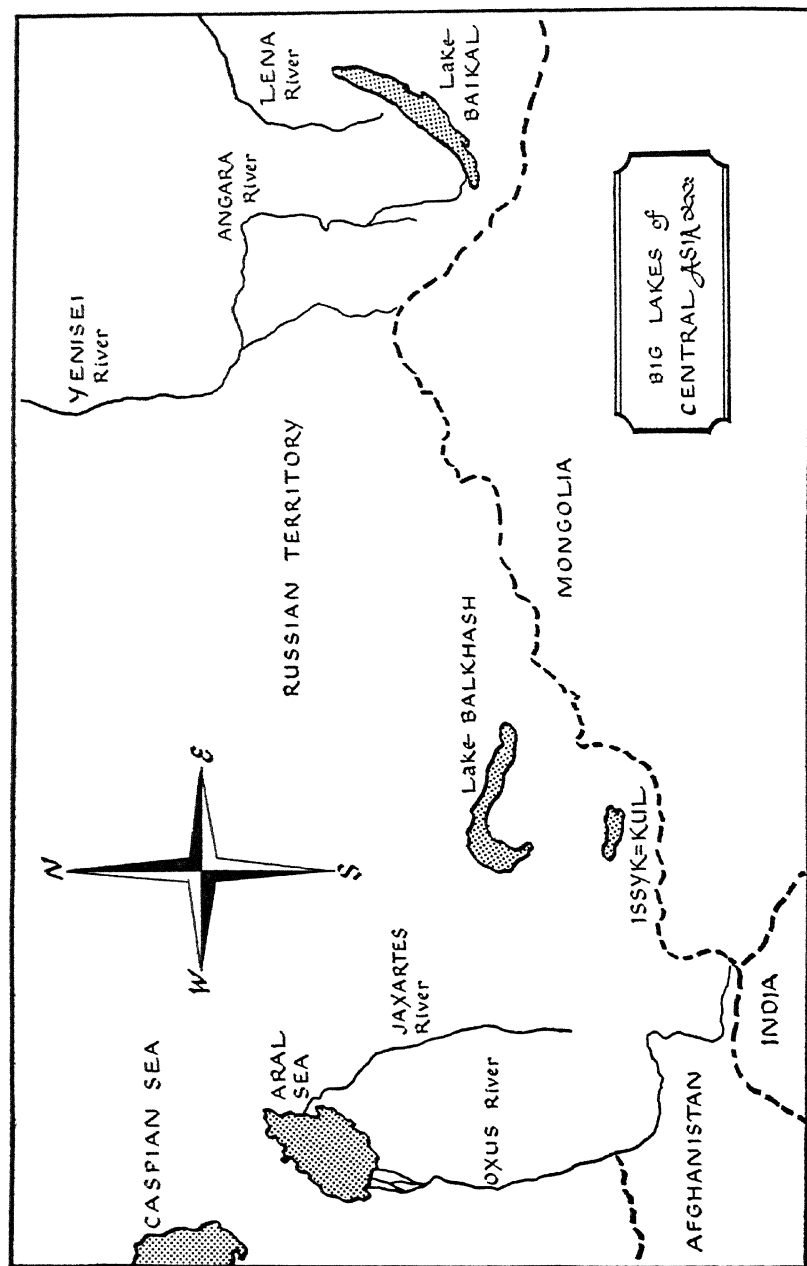 YENISEI
River
ANGARA
River
LENA
River
Lake
BAIKAL
CASPIAN SEA
N
W
E
S
RUSSIAN TERRITORY
ARAL
SEA
JAXARTES
River
Lake BALKHASH
OXUS River
ISSYK=KUL
MONGOLIA
AFGHANISTAN
INDIA
BIG LAKES of
CENTRAL ASIA